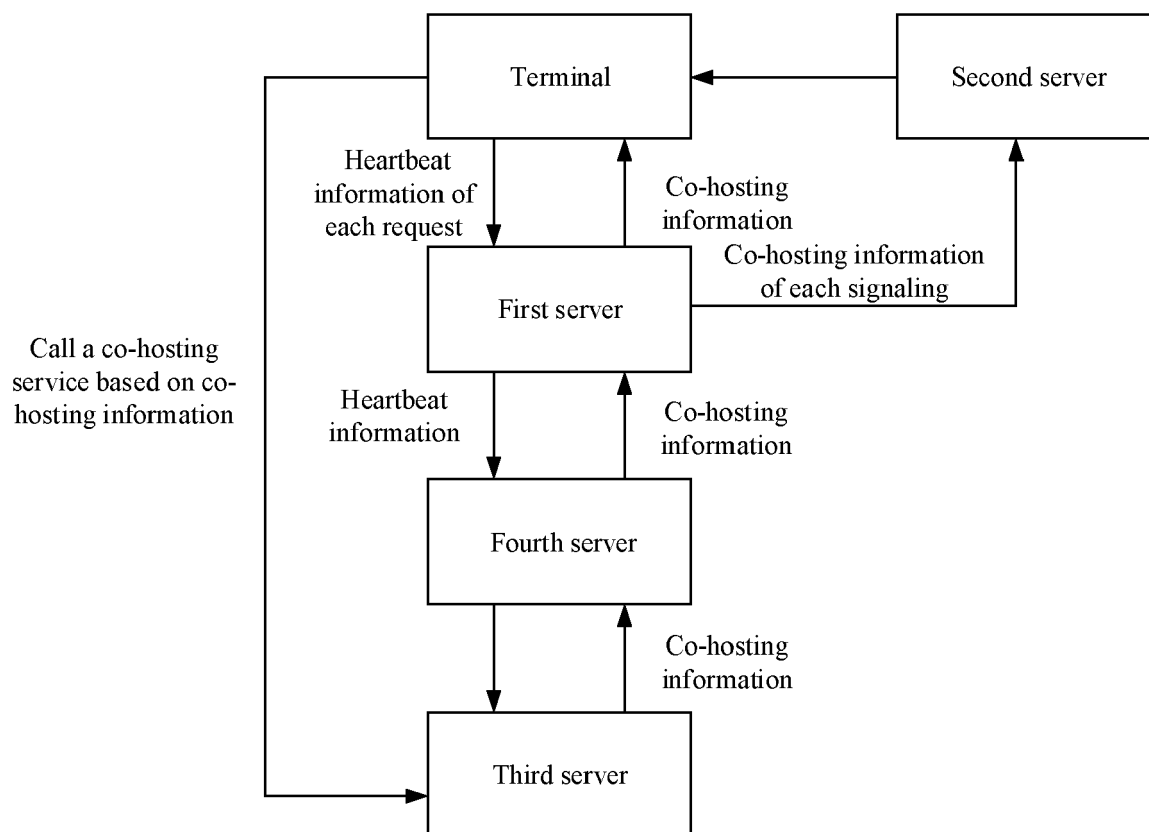 Terminal
Second server
Heartbeat
information of
each request
Co-hosting
information
Co-hosting information
of each signaling
First server
Call a co-hosting
service based on co-
hosting information
Heartbeat
information
Co-hosting
information
Fourth server
Co-hosting
information
Third server